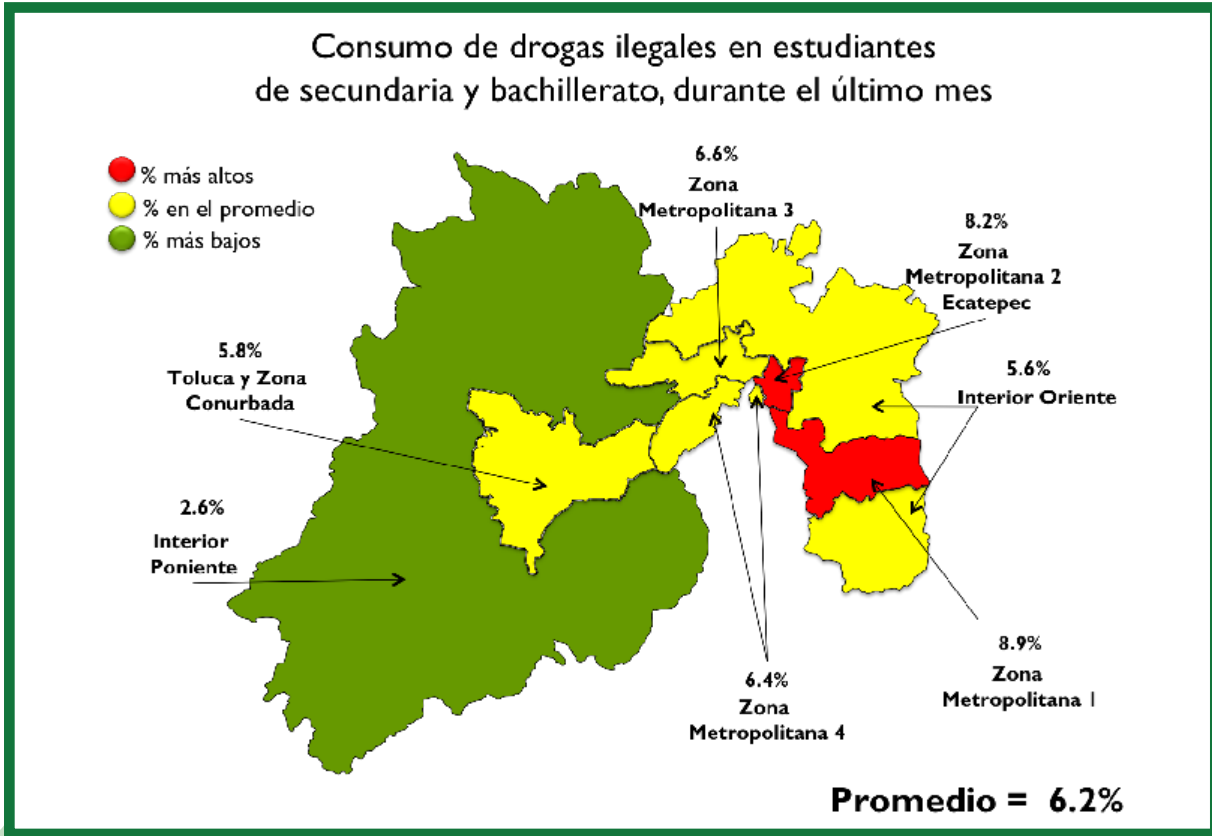 Consumo de drogas ilegales en estudiantes
de secundaria y bachillerato, durante el último mes
% más altos
% en el promedio
% más bajos
6.6%
Zona
Metropolitana 3
8.2%
Zona
Metropolitana 2
Ecatepec
5.8%
Toluca y Zona
Conurbada
5.6%
Interior Oriente
2.6%
Interior
Poniente
8.9%
Zona
Metropolitana 1
6.4%
Zona
Metropolitana 4
Promedio = 6.2%